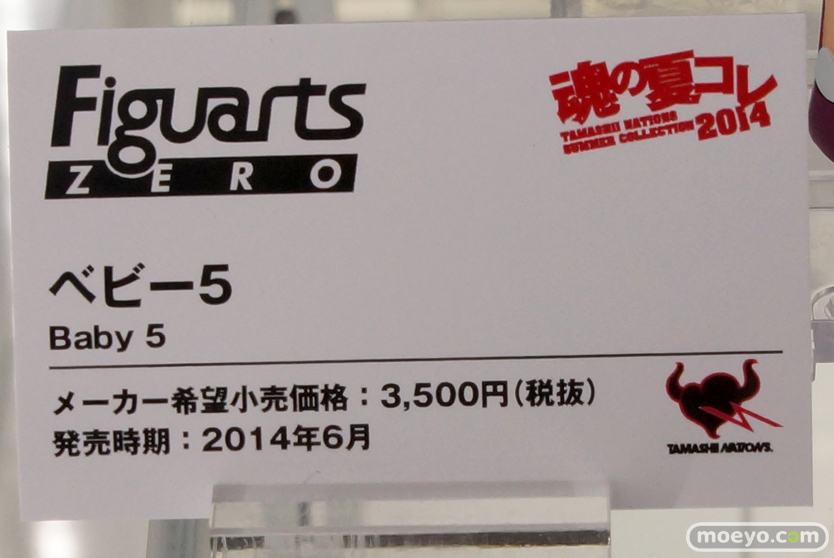 Figuarts
ZERO
魂の夏コレ
TAMASHII NATIONS
SUMMER COLLECTION 2014
ベビー5
Baby 5
メーカー希望小売価格：3,500円（税抜）
発売時期：2014年6月
TAMASHII NATIONS.
moeyo.com